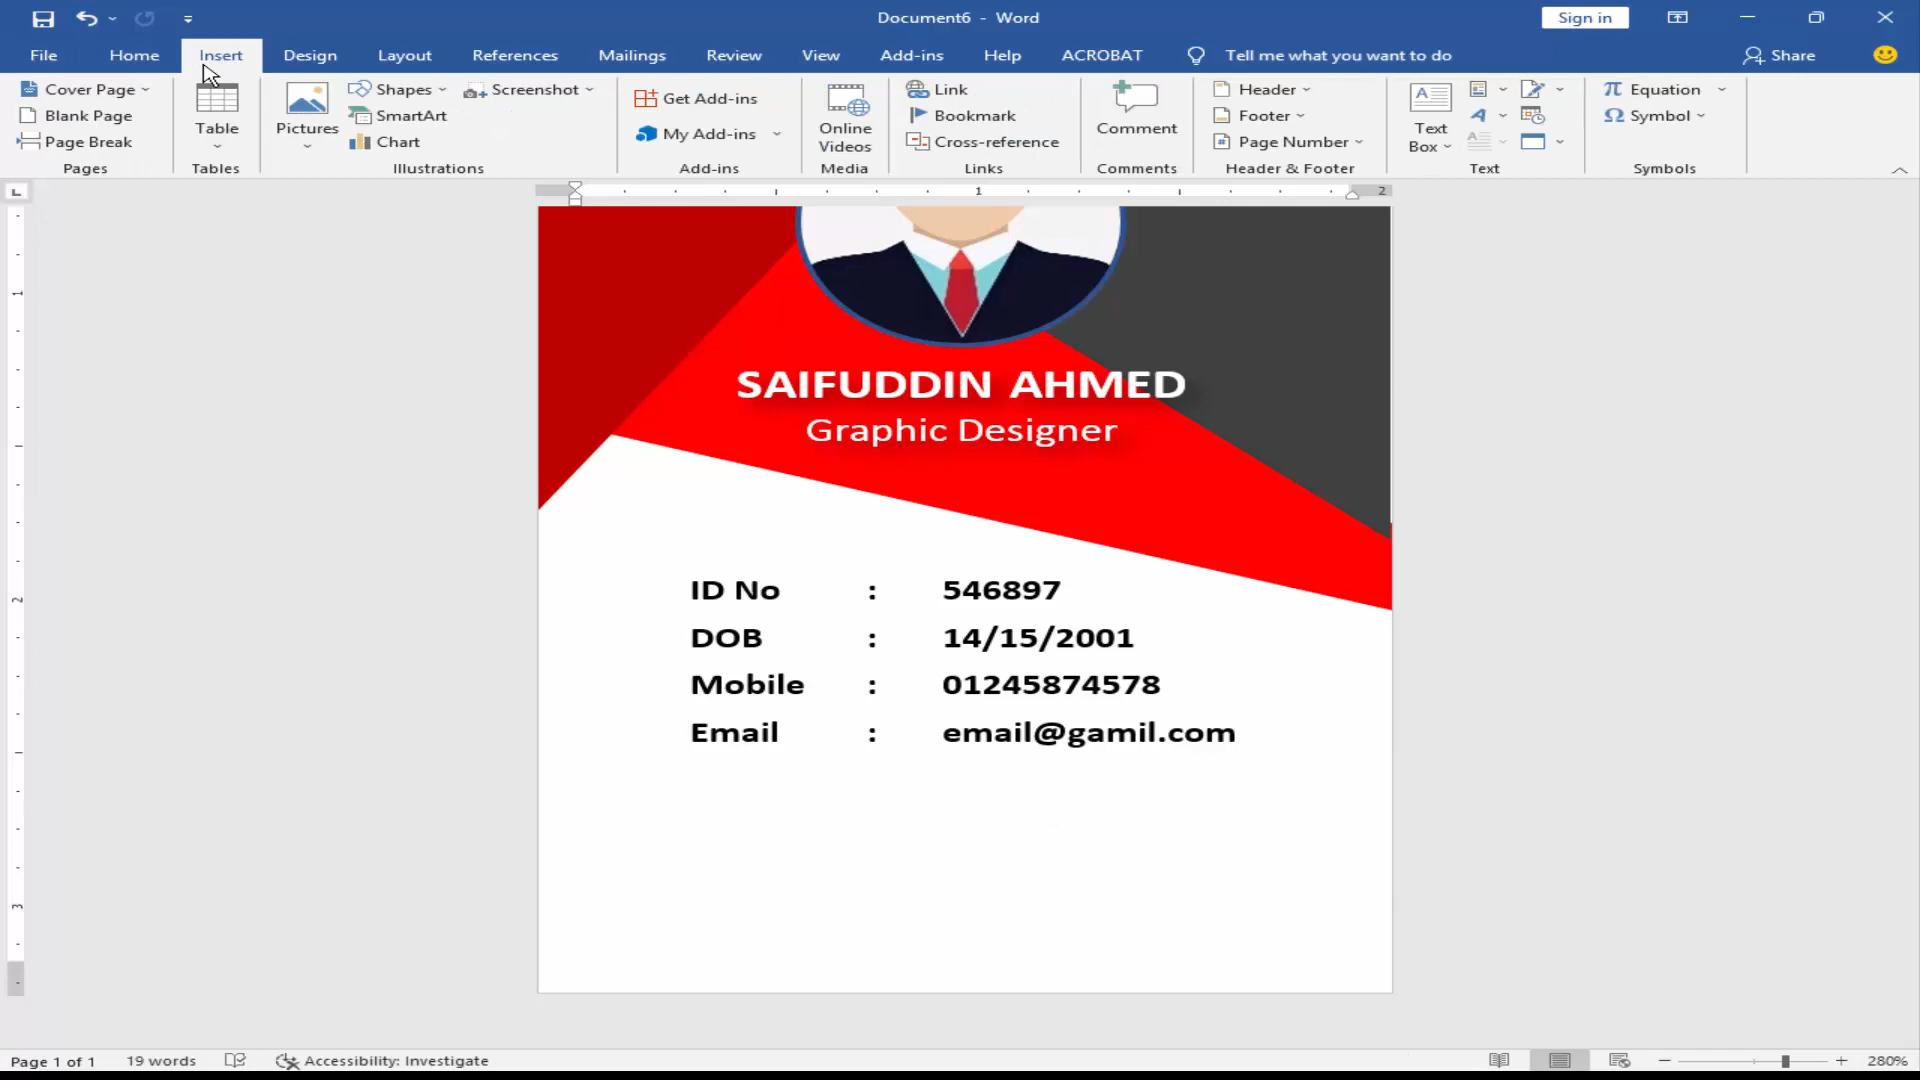 Document6 - Word
Sign in
File Home Insert Design Layout References Mailings Review View Add-ins Help ACROBAT Tell me what you want to do Share
Cover Page
Blank Page
Page Break
Pages
Table
Tables
Pictures
Shapes
SmartArt
Chart
Screenshot
Illustrations
Get Add-ins
My Add-ins
Add-ins
Online
Videos
Media
Link
Bookmark
Cross-reference
Links
Comment
Comments
Header
Footer
Page Number
Header & Footer
Text
Box
Text
Equation
Symbol
Symbols
1 2
1
2
3
SAIFUDDIN AHMED
Graphic Designer
ID No : 546897
DOB : 14/15/2001
Mobile : 01245874578
Email : email@gamil.com
Page 1 of 1 19 words Accessibility: Investigate 280%